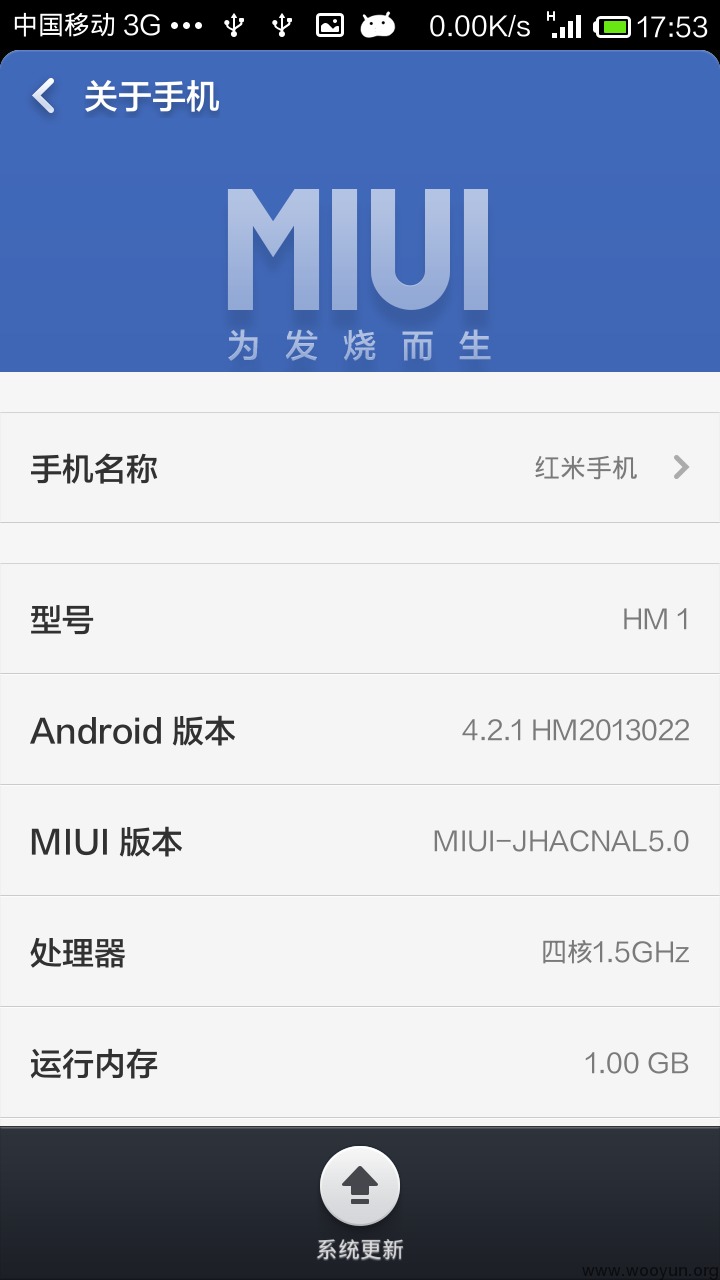 中国移动 3G ••• 0.00K/s H 17:53
关于手机
MIUI
为发烧而生
手机名称 红米手机
型号 HM 1
Android 版本 4.2.1 HM2013022
MIUI 版本 MIUI-JHACNAL5.0
处理器 四核1.5GHz
运行内存 1.00 GB
系统更新
www.wooyun.org